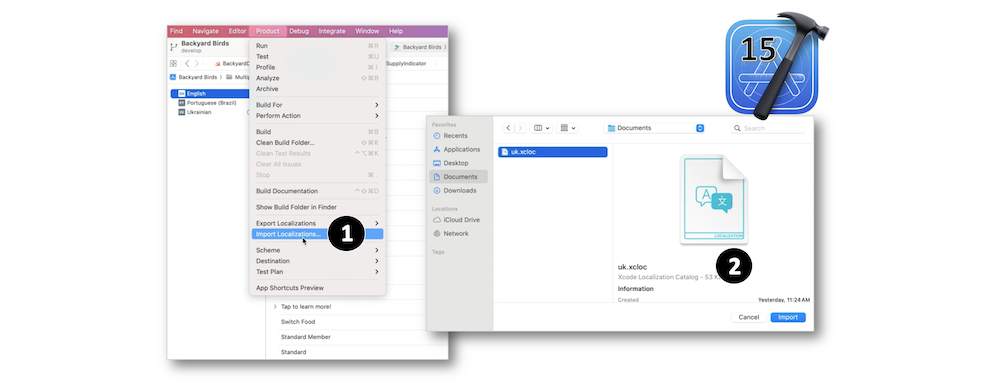 Find Navigate Editor Product Debug Integrate Window Help
Backyard Birds
develop
Backyard Birds
BackyardD
SupplyIndicator
Backyard Birds
Multip
English
Portuguese (Brazil)
Ukrainian
Run ⌘R
Test ⌘U
Profile ⌘I
Analyze ⇧⌘B
Archive
Build For
Perform Action
Build ⌘B
Clean Build Folder... ⇧⌘K
Clean Test Results ⌃⌥⌘K
Clear All Issues
Stop ⌘.
Build Documentation ⌃⇧⌘D
Show Build Folder in Finder
Export Localizations
Import Localizations...
Scheme
Destination
Test Plan
App Shortcuts Preview
Tap to learn more!
Switch Food
Standard Member
Standard
1
15
Favorites
Recents
Applications
Desktop
Documents
Downloads
Locations
iCloud Drive
Network
Tags
Documents
Search
uk.xcloc
A 文
LOCALIZATION
2
uk.xcloc
Xcode Localization Catalog - 53 K
Information
Created Yesterday, 11:24 AM
Cancel Import